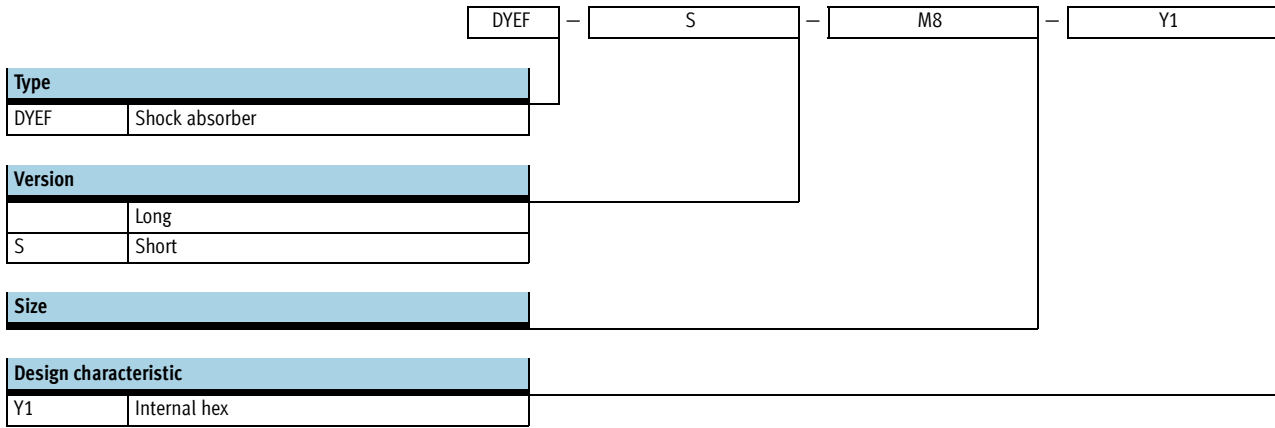 DYEF – S – M8 – Y1
Type
DYEF Shock absorber
Version
Long
S Short
Size
Design characteristic
Y1 Internal hex